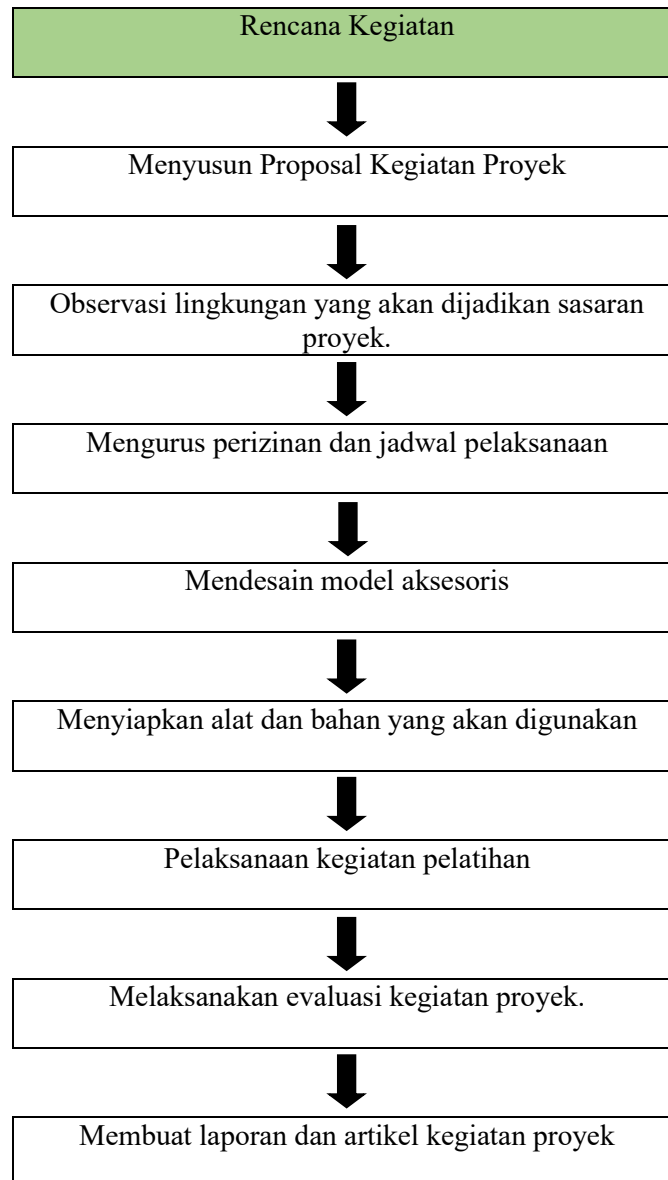 Rencana Kegiatan
Menyusun Proposal Kegiatan Proyek
Observasi lingkungan yang akan dijadikan sasaran
proyek.
Mengurus perizinan dan jadwal pelaksanaan
Mendesain model aksesoris
Menyiapkan alat dan bahan yang akan digunakan
Pelaksanaan kegiatan pelatihan
Melaksanakan evaluasi kegiatan proyek.
Membuat laporan dan artikel kegiatan proyek